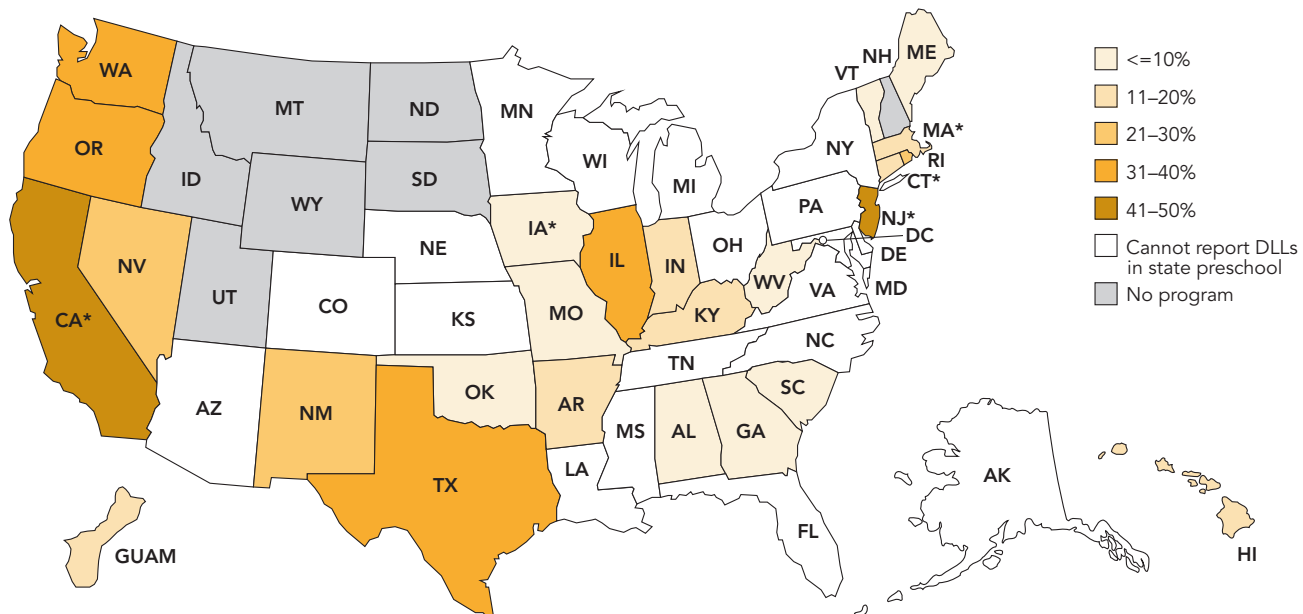 WA
MT
ND
MN
VT
NH
ME
OR
ID
SD
WI
MI
NY
MA*
RI
CT*
WY
IA*
PA
NJ*
DC
NE
IL
IN
OH
DE
MD
NV
UT
CO
KS
MO
KY
WV
VA
CA*
TN
NC
AZ
NM
OK
AR
SC
MS
AL
GA
TX
LA
FL
AK
HI
GUAM
<=10%
11–20%
21–30%
31–40%
41–50%
Cannot report DLLs
in state preschool
No program